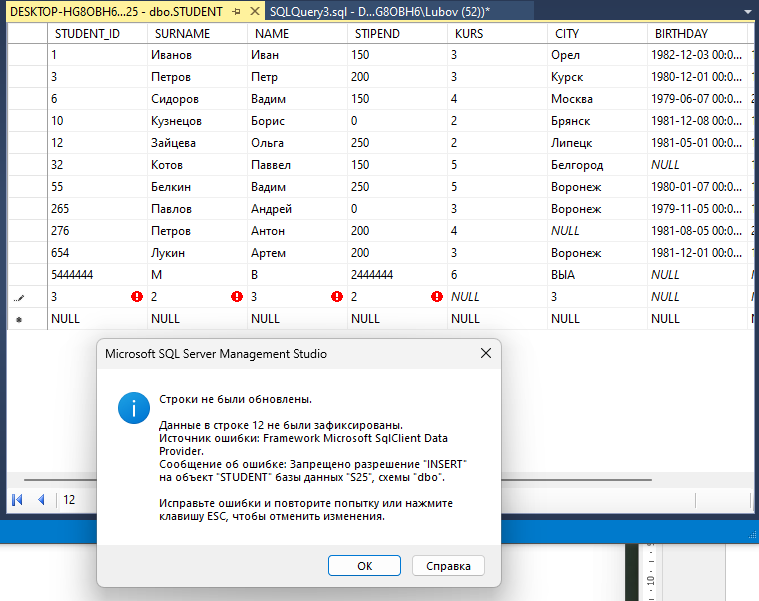 DESKTOP-HG8OBH6...25 - dbo.STUDENT SQLQuery3.sql - D...G8OBH6\Lubov (52))*
STUDENT_ID SURNAME NAME STIPEND KURS CITY BIRTHDAY
1 Иванов Иван 150 3 Орел 1982-12-03 00:0...
3 Петров Петр 200 3 Курск 1980-12-01 00:0...
6 Сидоров Вадим 150 4 Москва 1979-06-07 00:0...
10 Кузнецов Борис 0 2 Брянск 1981-12-08 00:0...
12 Зайцева Ольга 250 2 Липецк 1981-05-01 00:0...
32 Котов Паввел 150 5 Белгород NULL
55 Белкин Вадим 250 5 Воронеж 1980-01-07 00:0...
265 Павлов Андрей 0 3 Воронеж 1979-11-05 00:0...
276 Петров Антон 200 4 NULL 1981-08-05 00:0...
654 Лукин Артем 200 3 Воронеж 1981-12-01 00:0...
5444444 М В 2444444 6 ВЫА NULL
3 2 3 2 NULL 3 NULL
NULL NULL NULL NULL NULL NULL NULL
Microsoft SQL Server Management Studio
Строки не были обновлены.
Данные в строке 12 не были зафиксированы.
Источник ошибки: Framework Microsoft SqlClient Data
Provider.
Сообщение об ошибке: Запрещено разрешение "INSERT"
на объект "STUDENT" базы данных "S25", схемы "dbo".
Исправьте ошибки и повторите попытку или нажмите
клавишу ESC, чтобы отменить изменения.
12
OK Справка
9
10